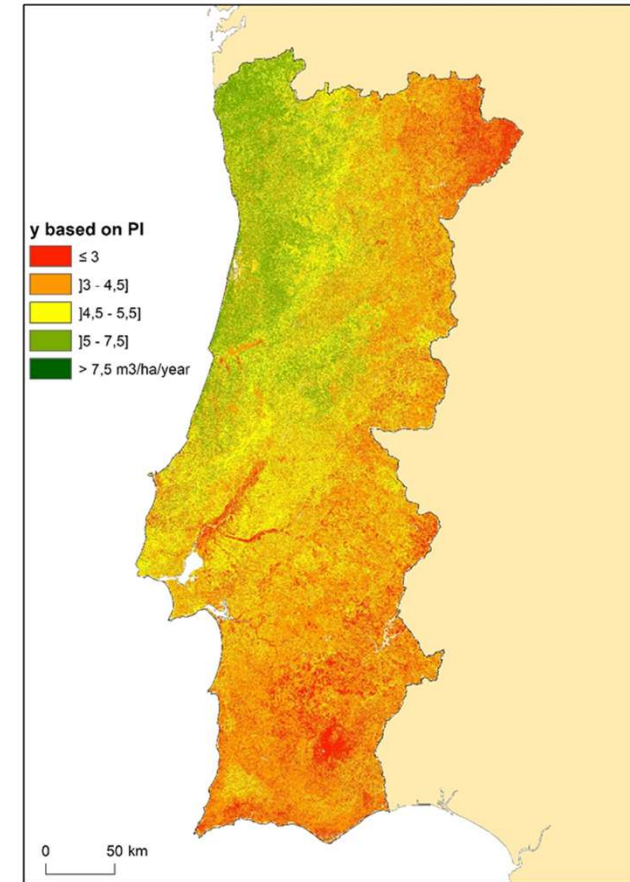 y based on PI
≤ 3
]3 - 4,5]
]4,5 - 5,5]
]5 - 7,5]
> 7,5 m3/ha/year
0 50 km